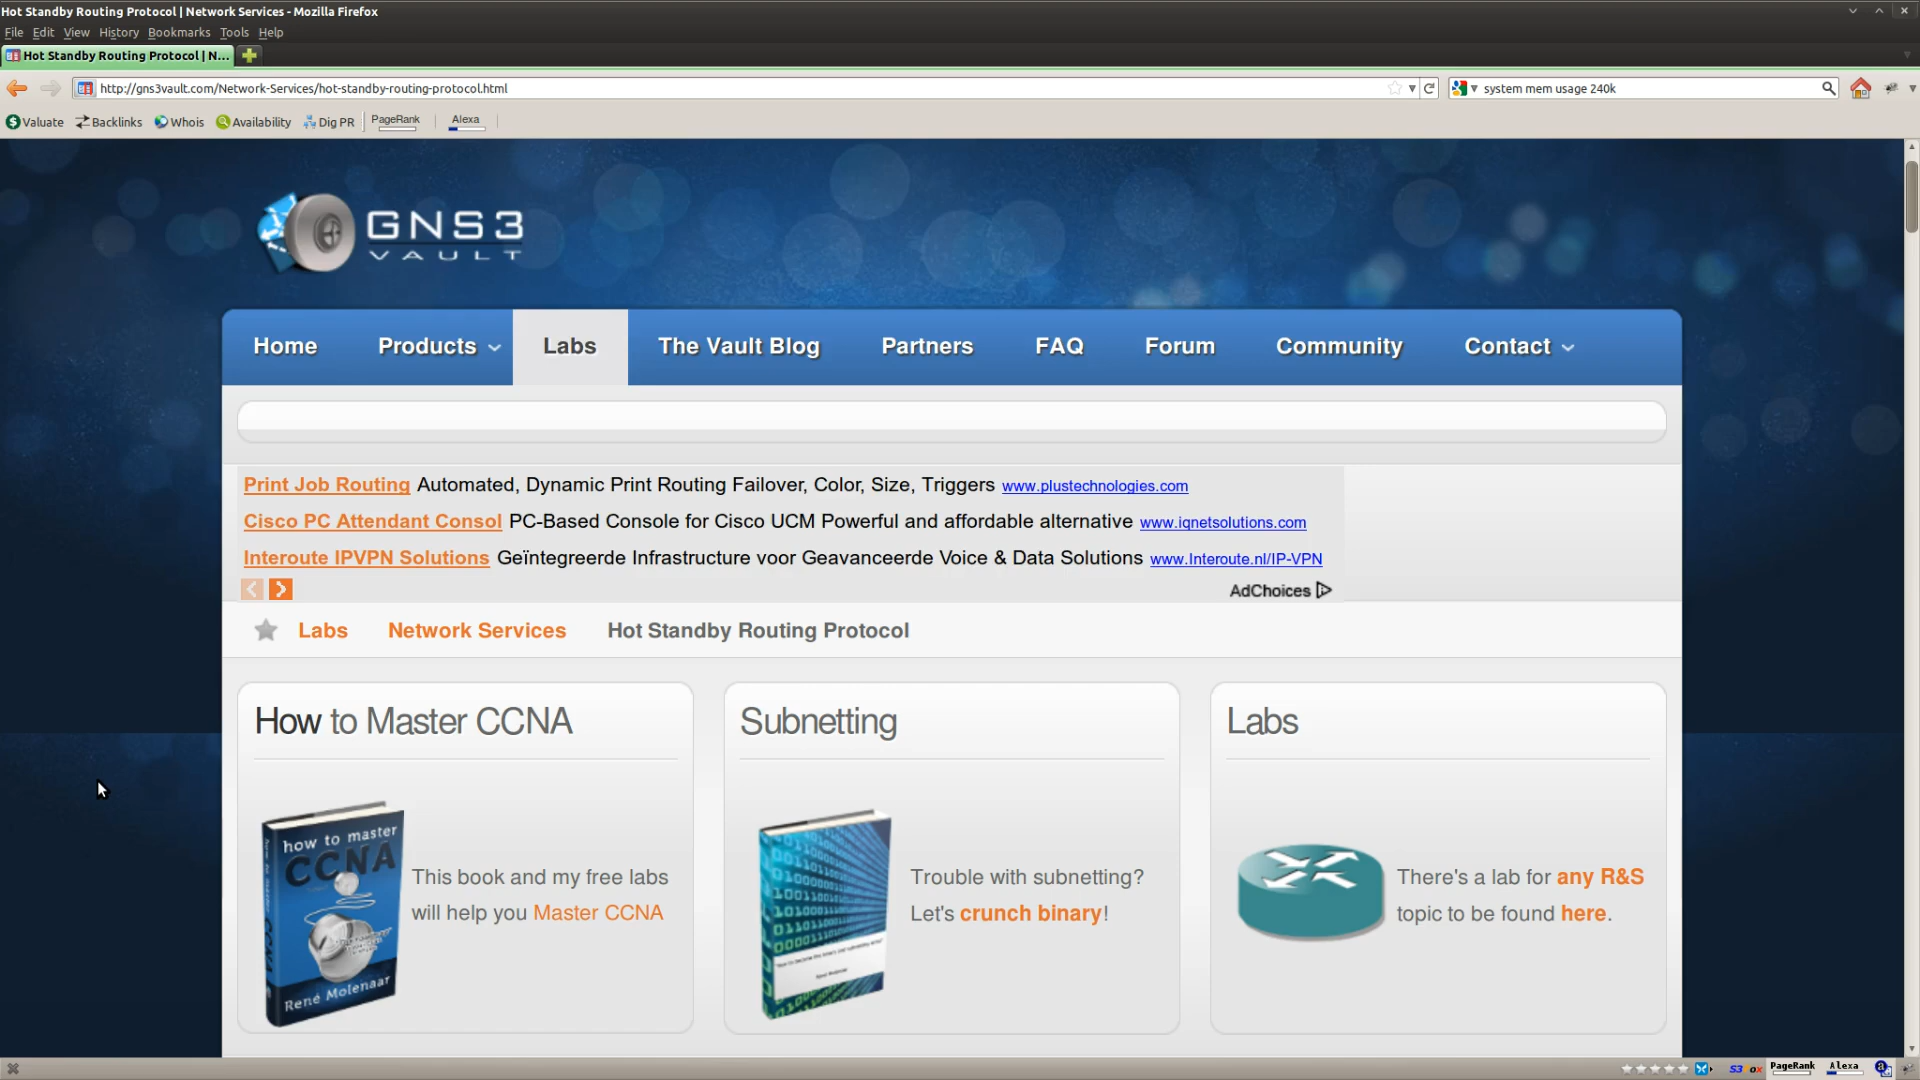 Hot Standby Routing Protocol | Network Services - Mozilla Firefox
File Edit View History Bookmarks Tools Help
Hot Standby Routing Protocol | N...
http://gns3vault.com/Network-Services/hot-standby-routing-protocol.html
system mem usage 240k
Valuate Backlinks Whois Availability Dig PR PageRank Alexa
GNS3
VAULT
Home Products Labs The Vault Blog Partners FAQ Forum Community Contact
Print Job Routing Automated, Dynamic Print Routing Failover, Color, Size, Triggers www.plustechnologies.com
Cisco PC Attendant Consol PC-Based Console for Cisco UCM Powerful and affordable alternative www.iqnetsolutions.com
Interoute IPVPN Solutions Geïntegreerde Infrastructure voor Geavanceerde Voice & Data Solutions www.Interoute.nl/IP-VPN
AdChoices
Labs Network Services Hot Standby Routing Protocol
How to Master CCNA
how to master
CCNA
René Molenaar
This book and my free labs
will help you Master CCNA
Subnetting
Trouble with subnetting?
Let's crunch binary!
Labs
There's a lab for any R&S
topic to be found here.
PageRank Alexa